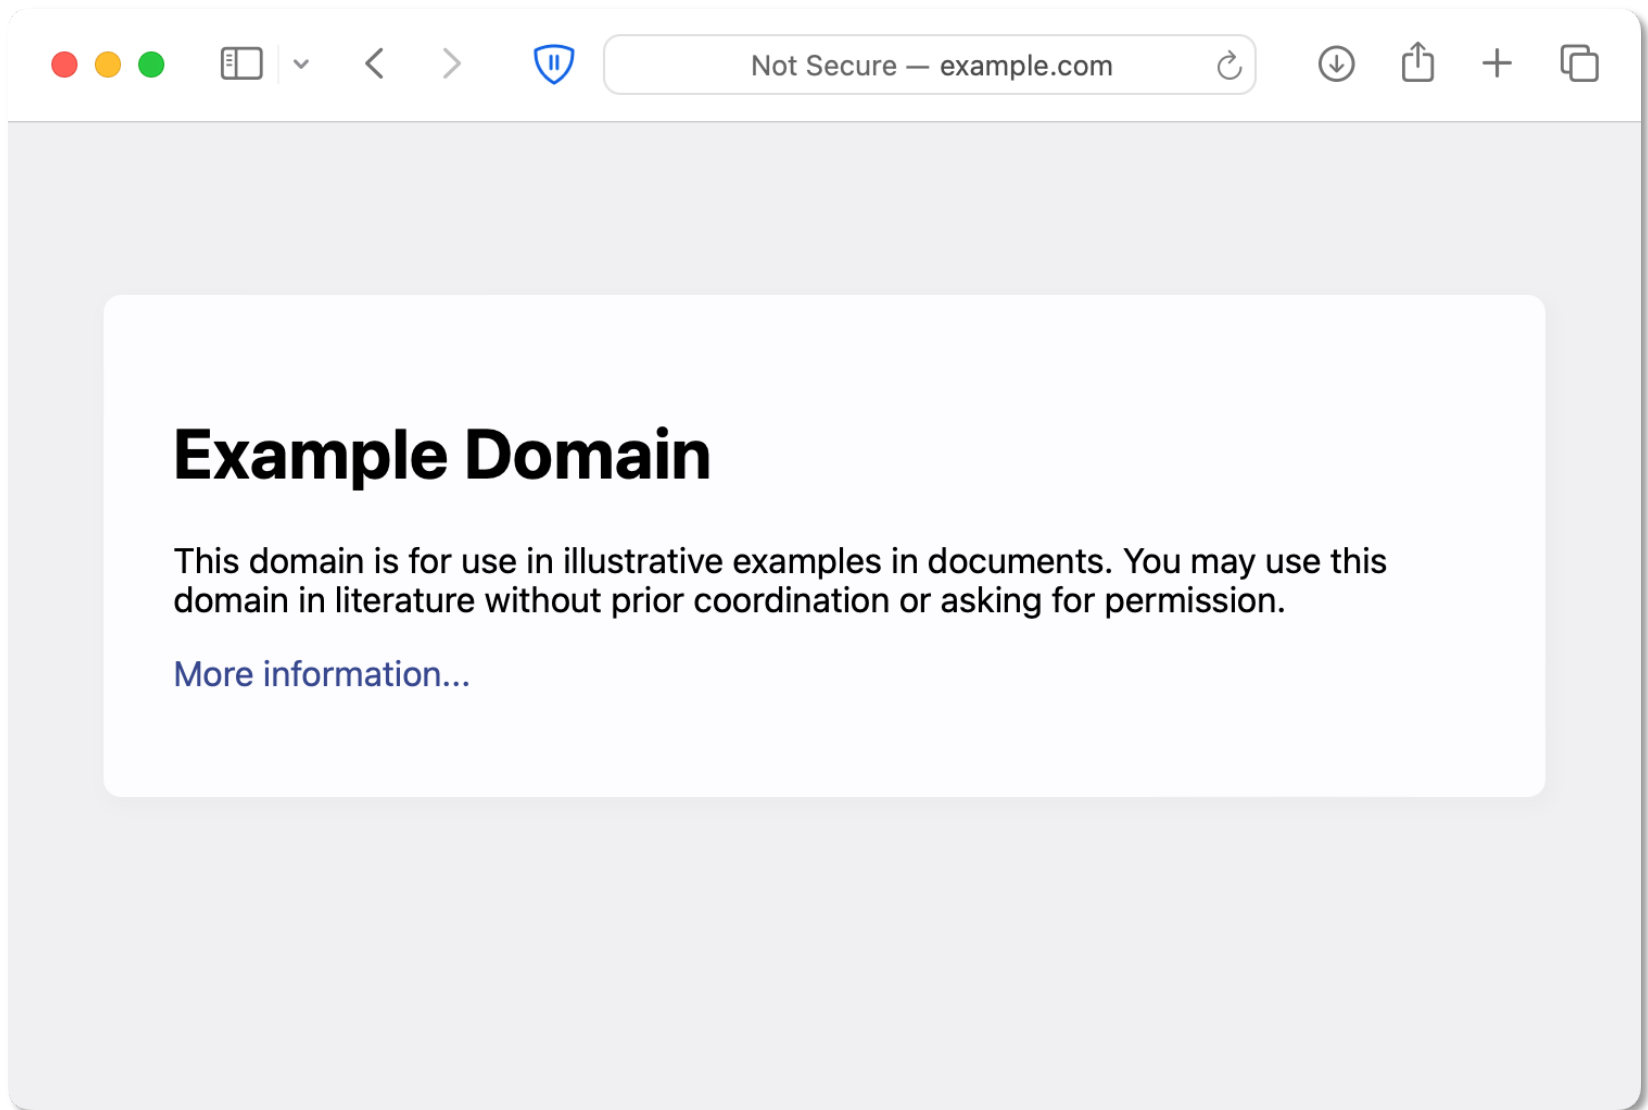 Not Secure — example.com
Example Domain
This domain is for use in illustrative examples in documents. You may use this
domain in literature without prior coordination or asking for permission.
More information...